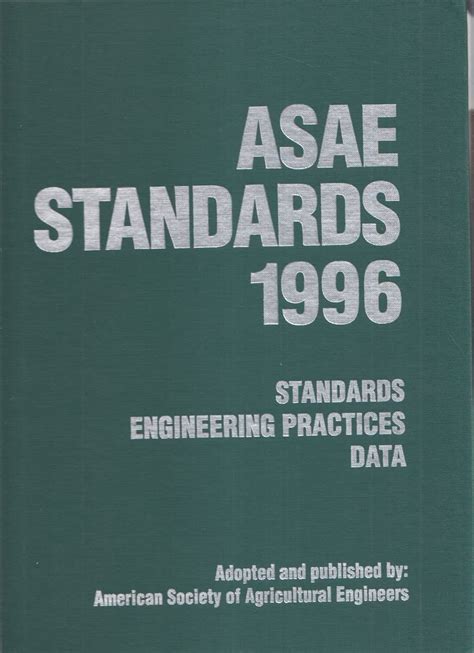 ASAE
STANDARDS
1996
STANDARDS
ENGINEERING PRACTICES
DATA
Adopted and published by:
American Society of Agricultural Engineers